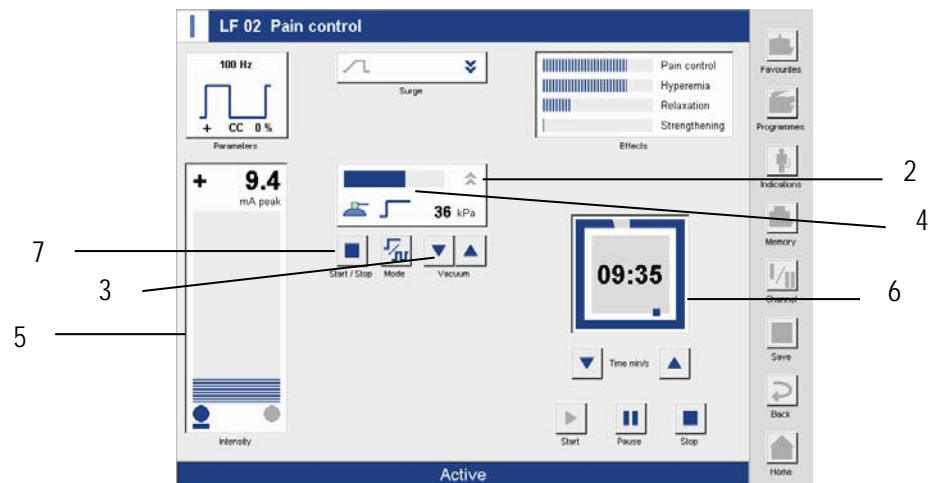 LF 02 Pain control
100 Hz
+ CC 0 %
Parameters
Surge
Pain control
Hyperemia
Relaxation
Strengthening
Effects
+ 9.4
mA peak
Intensity
36 kPa
Start / Stop
Mode
Vacuum
09:35
Time min/s
Start
Pause
Stop
Active
Favourites
Programmes
Indications
Memory
Channel
Save
Back
Home
2
4
7
3
6
5